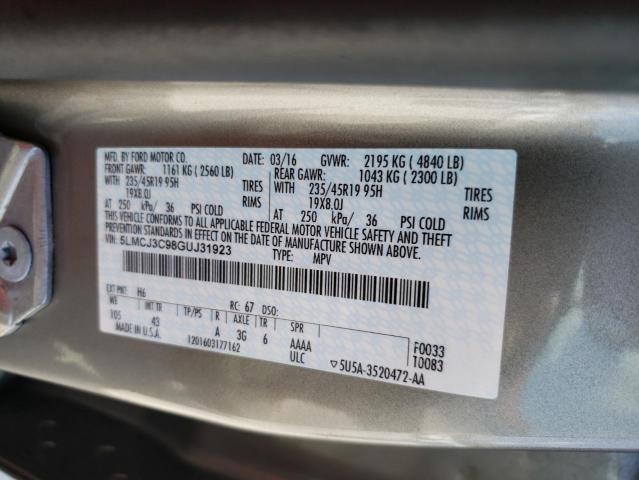 MFD. BY FORD MOTOR CO.
03/16 GVWR: 2195 KG ( 4840 LB)
FRONT GAWR: 1161 KG ( 2560 LB) REAR GAWR: 1043 KG ( 2300 LB)
WITH 235/45R19 95H TIRES WITH 235/45R19 95H TIRES
19X8.0J RIMS 19X8.0J RIMS
AT 250 kPa/ 36 PSI COLD AT 250 kPa/ 36 PSI COLD
THIS VEHICLE CONFORMS TO ALL APPLICABLE FEDERAL MOTOR VEHICLE SAFETY AND THEFT
PREVENTION STANDARDS IN EFFECT ON THE DATE OF MANUFACTURE SHOWN ABOVE.
VIN: 5LMCJ3C98GUJ31923 TYPE: MPV
EXT PNT: H6 RC: 67 DSO:
WB INT TR TP/PS R AXLE TR SPR
105 43 A 3G 6 AAAA F0033
MADE IN U.S.A. 1201603177162 ULC ▽5U5A-3520472-AA T0083